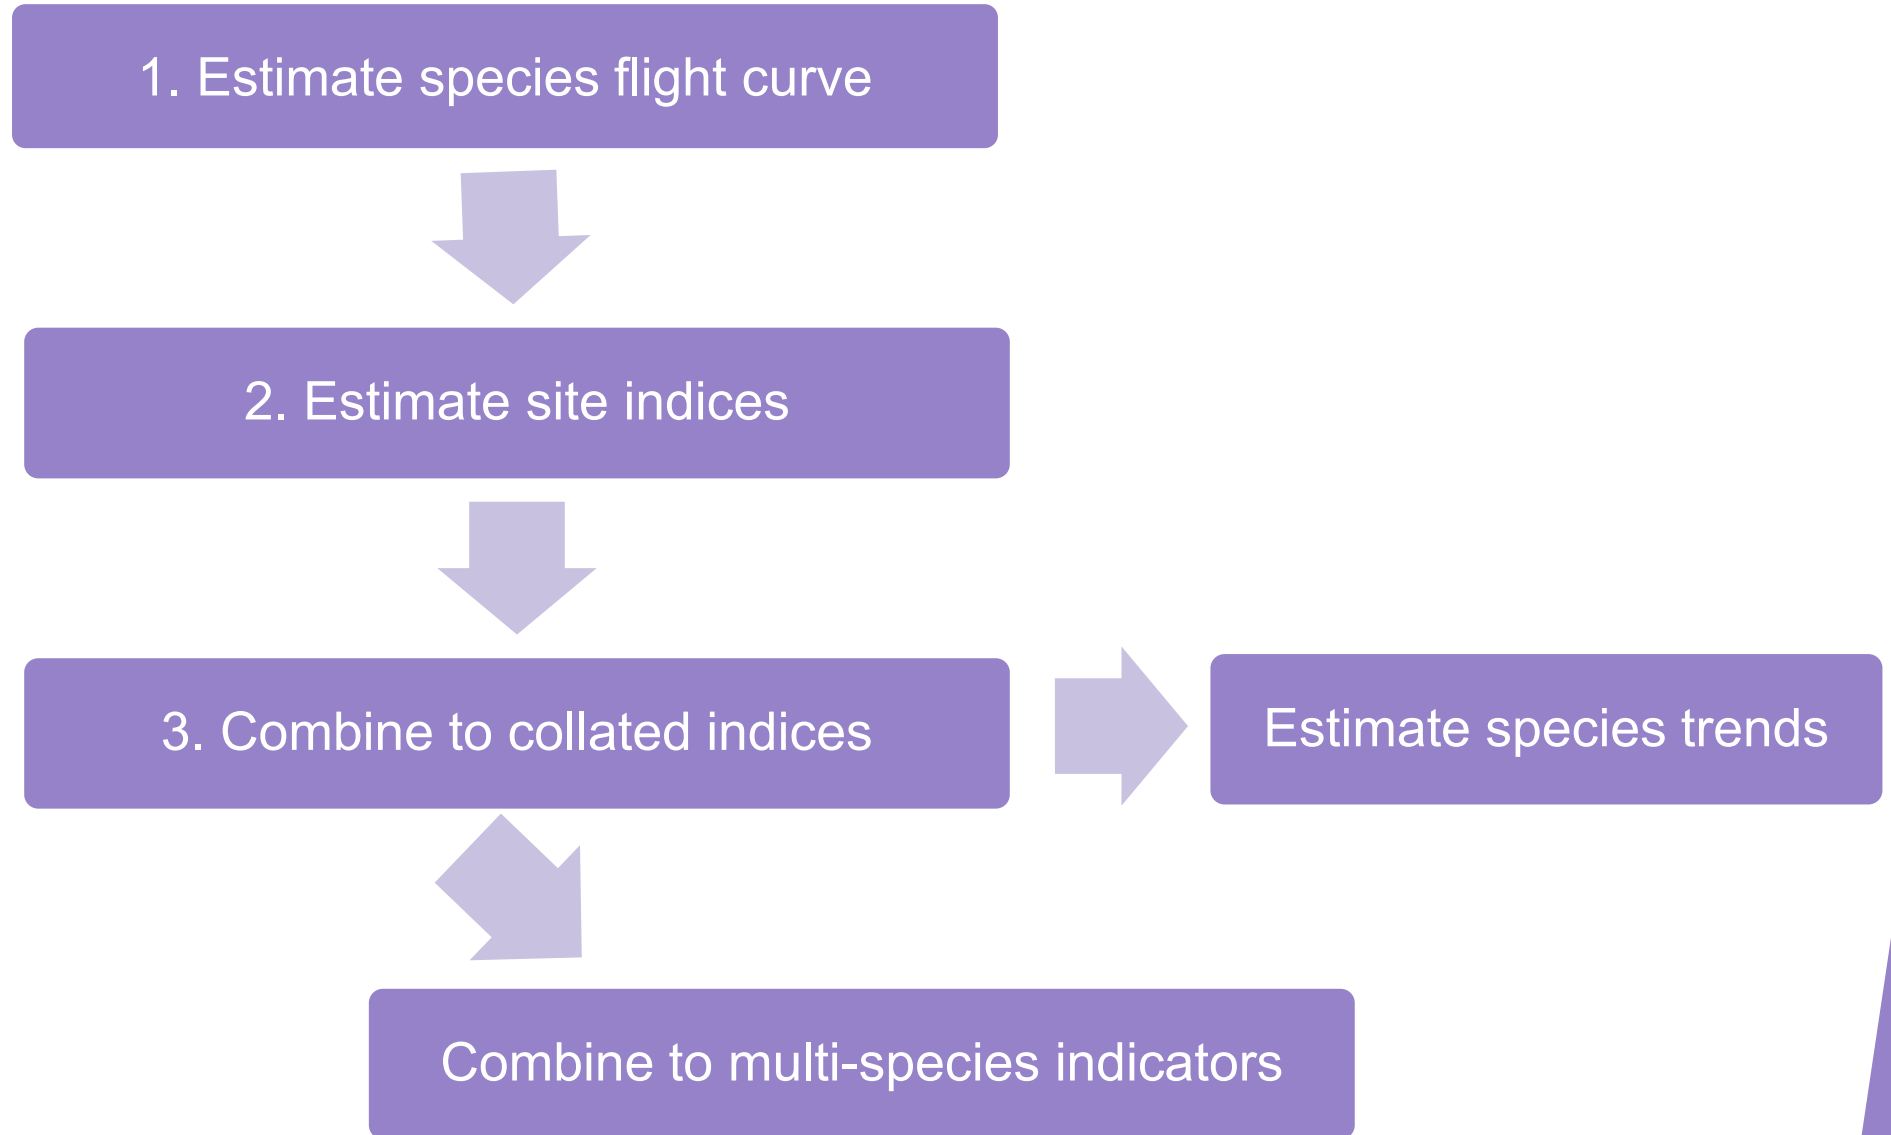 1. Estimate species flight curve
2. Estimate site indices
3. Combine to collated indices
Estimate species trends
Combine to multi-species indicators